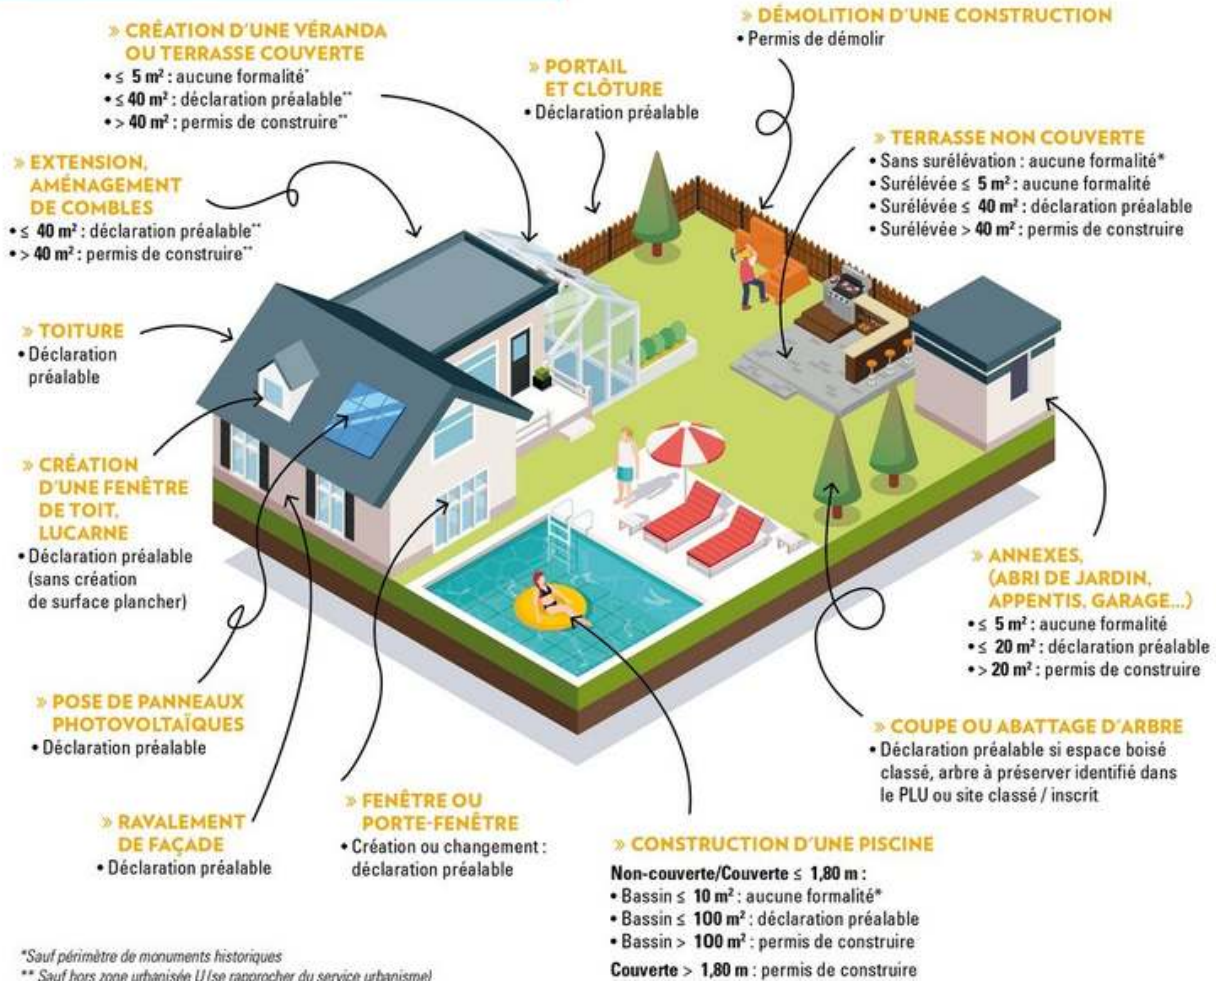 » CRÉATION D'UNE VÉRANDA
OU TERRASSE COUVERTE
• ≤ 5 m² : aucune formalité*
• ≤ 40 m² : déclaration préalable**
• > 40 m² : permis de construire**
» PORTAIL
ET CLÔTURE
• Déclaration préalable
» DÉMOLITION D'UNE CONSTRUCTION
• Permis de démolir
» TERRASSE NON COUVERTE
• Sans surélévation : aucune formalité*
• Surélévée ≤ 5 m² : aucune formalité
• Surélévée ≤ 40 m² : déclaration préalable
• Surélévée > 40 m² : permis de construire
» EXTENSION,
AMÉNAGEMENT
DE COMBLES
• ≤ 40 m² : déclaration préalable**
• > 40 m² : permis de construire**
» TOITURE
• Déclaration
préalable
» CRÉATION
D'UNE FENÊTRE
DE TOIT,
LUCARNE
• Déclaration préalable
(sans création
de surface plancher)
» ANNEXES,
(ABRI DE JARDIN,
APPENTIS, GARAGE...)
• ≤ 5 m² : aucune formalité
• ≤ 20 m² : déclaration préalable
• > 20 m² : permis de construire
» POSE DE PANNEAUX
PHOTOVOLTAÏQUES
• Déclaration préalable
» COUPE OU ABATTAGE D'ARBRE
• Déclaration préalable si espace boisé
classé, arbre à préserver identifié dans
le PLU ou site classé / inscrit
» RAVALEMENT
DE FAÇADE
• Déclaration préalable
» FENÊTRE OU
PORTE-FENÊTRE
• Création ou changement :
déclaration préalable
» CONSTRUCTION D'UNE PISCINE
Non-couverte/Couverte ≤ 1,80 m :
• Bassin ≤ 10 m² : aucune formalité*
• Bassin ≤ 100 m² : déclaration préalable
• Bassin > 100 m² : permis de construire
Couverte > 1,80 m : permis de construire
*Sauf périmètre de monuments historiques
** Sauf hors zone urbanisée U (se rapprocher du service urbanisme)